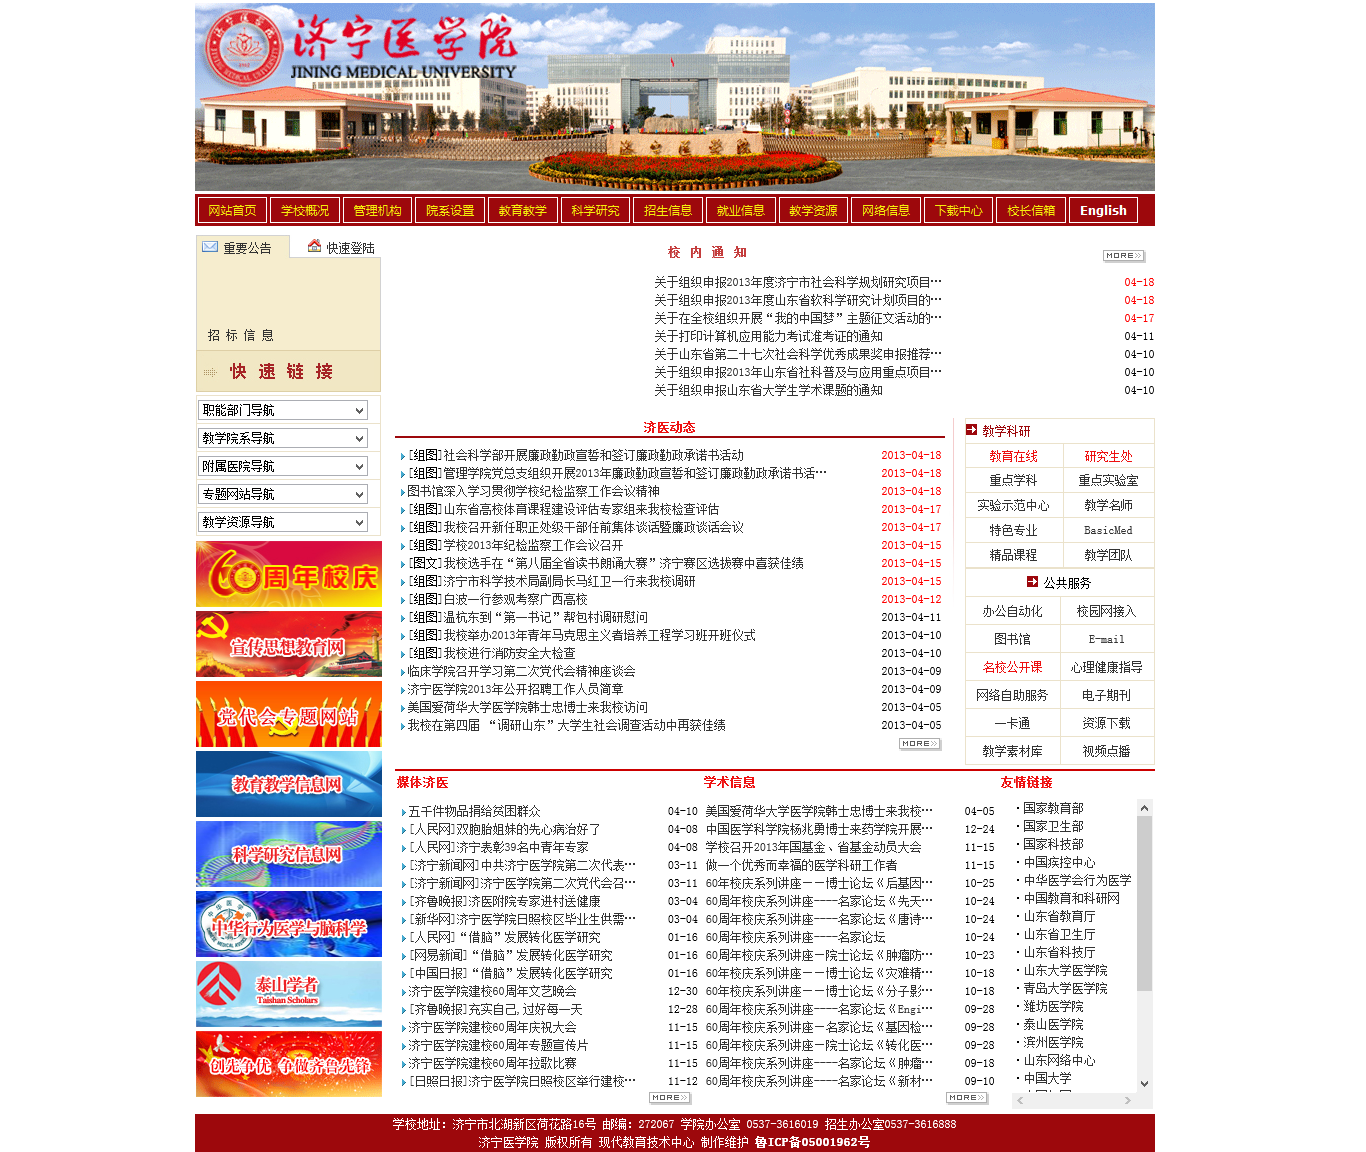 济宁医学院
JINING MEDICAL UNIVERSITY
网站首页 学校概况 管理机构 院系设置 教育教学 科学研究 招生信息 就业信息 教学资源 网络信息 下载中心 校长信箱 English
重要公告 快速登陆
招 标 信 息
快 速 链 接
职能部门导航
教学院系导航
附属医院导航
专题网站导航
教学资源导航
60周年校庆
宣传思想教育网
党代会专题网站
教育教学信息网
科学研究信息网
中华行为医学与脑科学
泰山学者
Taishan Scholars
创先争优 争做齐鲁先锋
校 内 通 知
MORE
关于组织申报2013年度济宁市社会科学规划研究项目… 04-18
关于组织申报2013年度山东省软科学研究计划项目的… 04-18
关于在全校组织开展“我的中国梦”主题征文活动的… 04-17
关于打印计算机应用能力考试准考证的通知 04-11
关于山东省第二十七次社会科学优秀成果奖申报推荐… 04-10
关于组织申报2013年山东省社科普及与应用重点项目… 04-10
关于组织申报山东省大学生学术课题的通知 04-10
济医动态
[组图]社会科学部开展廉政勤政宣誓和签订廉政勤政承诺书活动 2013-04-18
[组图]管理学院党总支组织开展2013年廉政勤政宣誓和签订廉政勤政承诺书活… 2013-04-18
图书馆深入学习贯彻学校纪检监察工作会议精神 2013-04-18
[组图]山东省高校体育课程建设评估专家组来我校检查评估 2013-04-17
[组图]我校召开新任职正处级干部任前集体谈话暨廉政谈话会议 2013-04-17
[组图]学校2013年纪检监察工作会议召开 2013-04-15
[图文]我校选手在“第八届全省读书朗诵大赛”济宁赛区选拔赛中喜获佳绩 2013-04-15
[组图]济宁市科学技术局副局长马红卫一行来我校调研 2013-04-15
[组图]白波一行参观考察广西高校 2013-04-12
[组图]温杭东到“第一书记”帮包村调研慰问 2013-04-11
[组图]我校举办2013年青年马克思主义者培养工程学习班开班仪式 2013-04-10
[组图]我校进行消防安全大检查 2013-04-10
临床学院召开学习第二次党代会精神座谈会 2013-04-09
济宁医学院2013年公开招聘工作人员简章 2013-04-09
美国爱荷华大学医学院韩士忠博士来我校访问 2013-04-05
我校在第四届 “调研山东”大学生社会调查活动中再获佳绩 2013-04-05
MORE
教学科研
教育在线 研究生处
重点学科 重点实验室
实验示范中心 教学名师
特色专业 BasicMed
精品课程 教学团队
公共服务
办公自动化 校园网接入
图书馆 E-mail
名校公开课 心理健康指导
网络自助服务 电子期刊
一卡通 资源下载
教学素材库 视频点播
媒体济医
五千件物品捐给贫困群众 04-10
[人民网]双胞胎姐妹的先心病治好了 04-08
[人民网]济宁表彰39名中青年专家 04-08
[济宁新闻网]中共济宁医学院第二次代表… 03-11
[济宁新闻网]济宁医学院第二次党代会召… 03-11
[齐鲁晚报]济医附院专家进村送健康 03-04
[新华网]济宁医学院日照校区毕业生供需… 03-04
[人民网]“借脑”发展转化医学研究 01-16
[网易新闻]“借脑”发展转化医学研究 01-16
[中国日报]“借脑”发展转化医学研究 01-16
济宁医学院建校60周年文艺晚会 12-30
[齐鲁晚报]充实自己,过好每一天 12-28
济宁医学院建校60周年庆祝大会 11-15
济宁医学院建校60周年专题宣传片 11-15
济宁医学院建校60周年拉歌比赛 11-15
[日照日报]济宁医学院日照校区举行建校… 11-12
MORE
学术信息
美国爱荷华大学医学院韩士忠博士来我校… 04-05
中国医学科学院杨兆勇博士来药学院开展… 12-24
学校召开2013年国基金、省基金动员大会 11-15
做一个优秀而幸福的医学科研工作者 11-15
60年校庆系列讲座——博士论坛《后基因… 10-25
60周年校庆系列讲座----名家论坛《先天… 10-24
60周年校庆系列讲座----名家论坛《唐诗… 10-24
60周年校庆系列讲座----名家论坛 10-24
60周年校庆系列讲座—院士论坛《肿瘤防… 10-23
60年校庆系列讲座——博士论坛《灾难精… 10-18
60年校庆系列讲座——博士论坛《分子影… 10-18
60周年校庆系列讲座----名家论坛《Engi… 09-28
60周年校庆系列讲座—名家论坛《基因检… 09-28
60周年校庆系列讲座—院士论坛《转化医… 09-28
60周年校庆系列讲座----名家论坛《肿瘤… 09-18
60周年校庆系列讲座----名家论坛《新材… 09-10
MORE
友情链接
·国家教育部
·国家卫生部
·国家科技部
·中国疾控中心
·中华医学会行为医学
·中国教育和科研网
·山东省教育厅
·山东省卫生厅
·山东省科技厅
·山东大学医学院
·青岛大学医学院
·潍坊医学院
·泰山医学院
·滨州医学院
·山东网络中心
·中国大学
学校地址: 济宁市北湖新区荷花路16号 邮编: 272067 学院办公室 0537-3616019 招生办公室0537-3616888
济宁医学院 版权所有 现代教育技术中心 制作维护 鲁ICP备05001962号